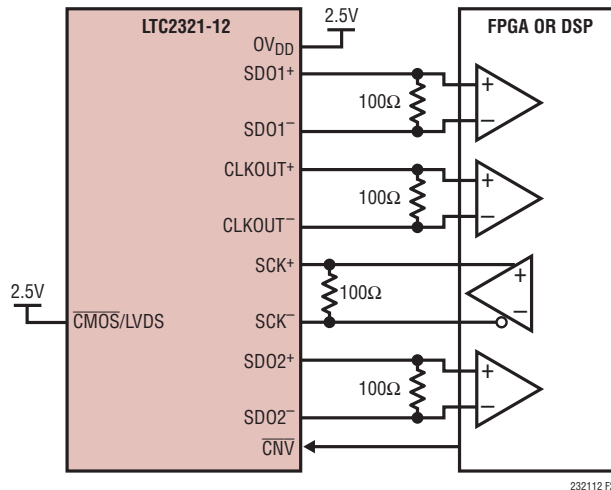 LTC2321-12
FPGA OR DSP
2.5V
OVDD
SDO1+
100Ω
+
–
SDO1–
CLKOUT+
100Ω
+
–
CLKOUT–
SCK+
+
100Ω
–
2.5V
CMOS/LVDS
SCK–
SDO2+
100Ω
+
–
SDO2–
CNV